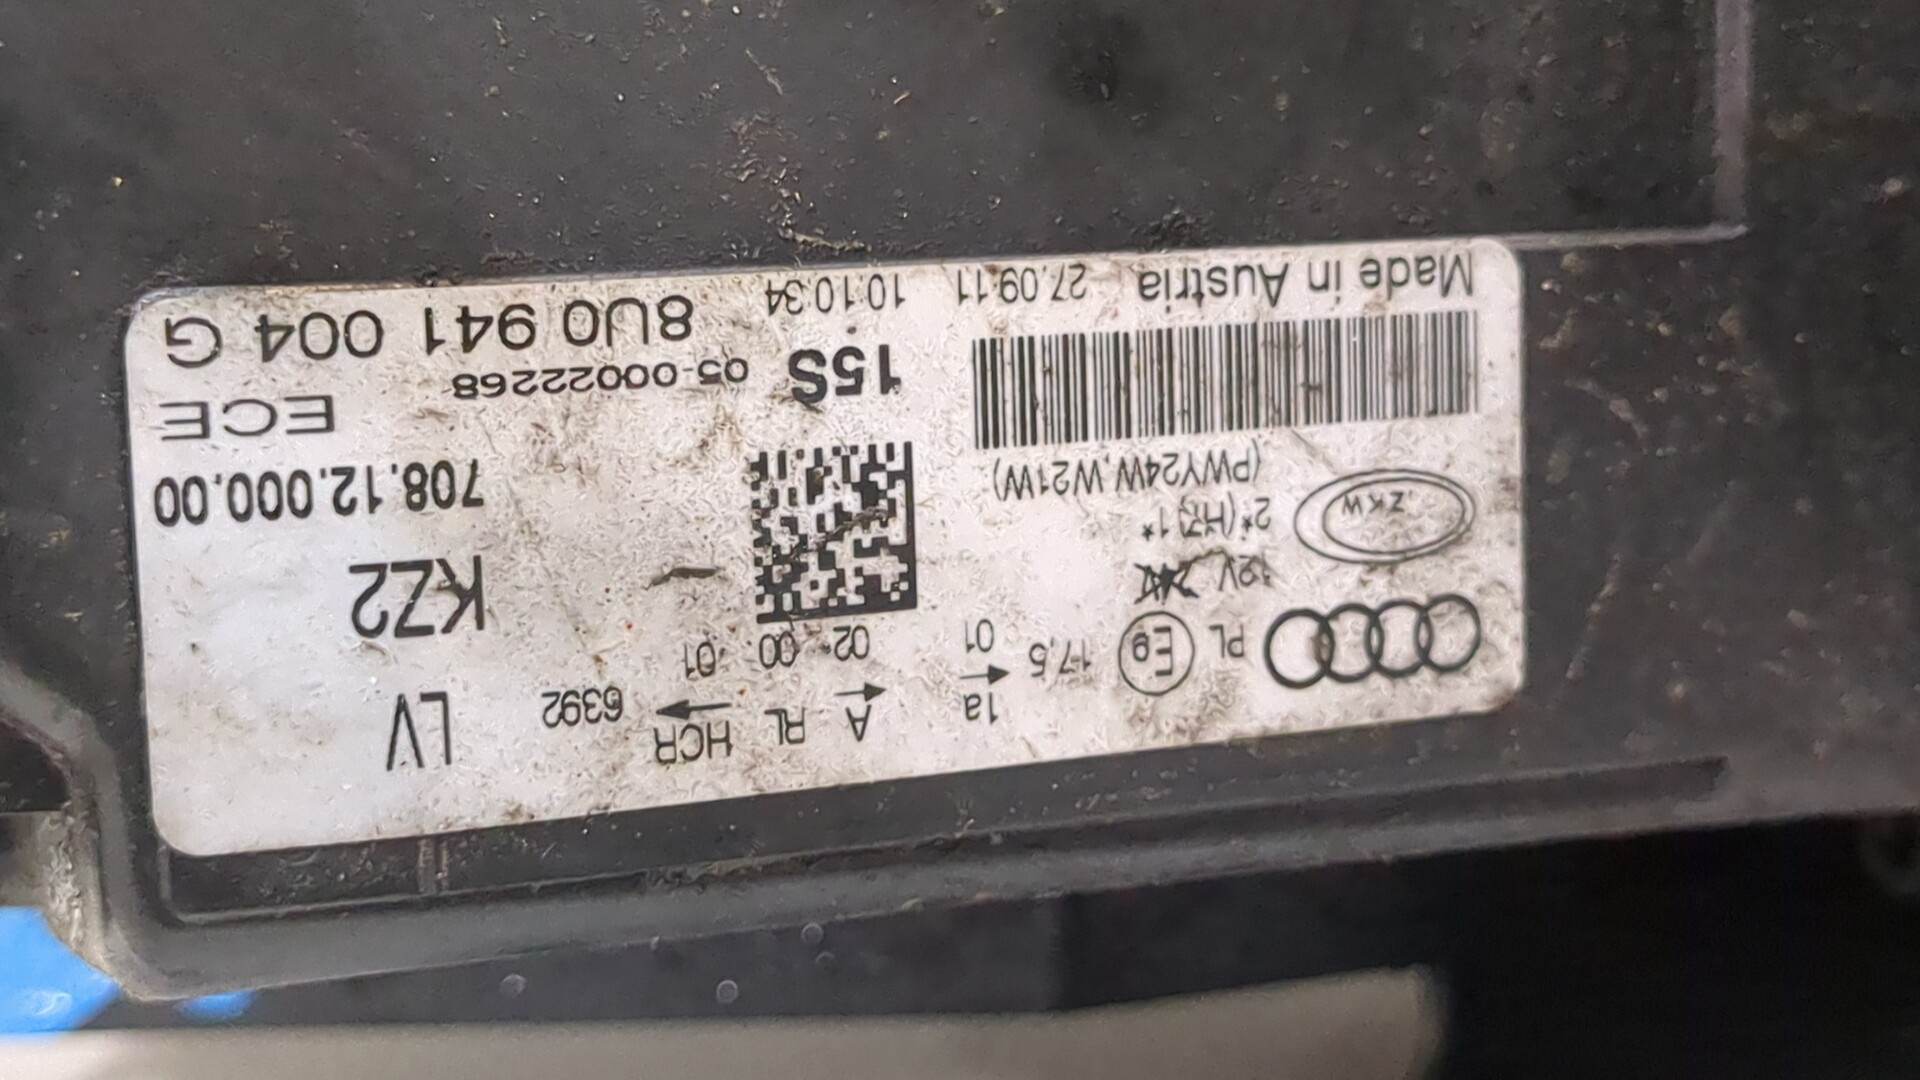 1a A RL HCR 6392 LV
PL E9 17,5 01 02 00 01
12V
2*(H7), 1*
(PWY24W, W21W)
ZKW
KZ2
708.12.000.00
15S 05-00022268 ECE
Made in Austria 27.09.11 10:10:34 8U0 941 004 G